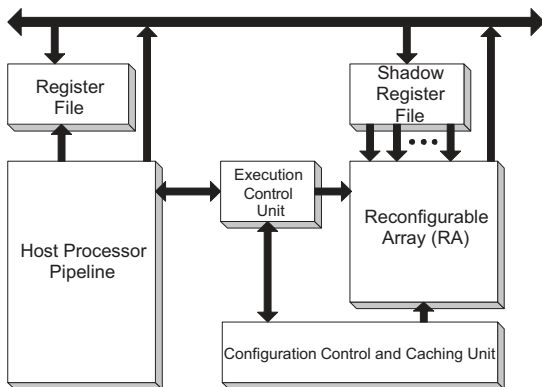 Register
File
Shadow
Register
File
Host Processor
Pipeline
Execution
Control
Unit
Reconfigurable
Array (RA)
Configuration Control and Caching Unit